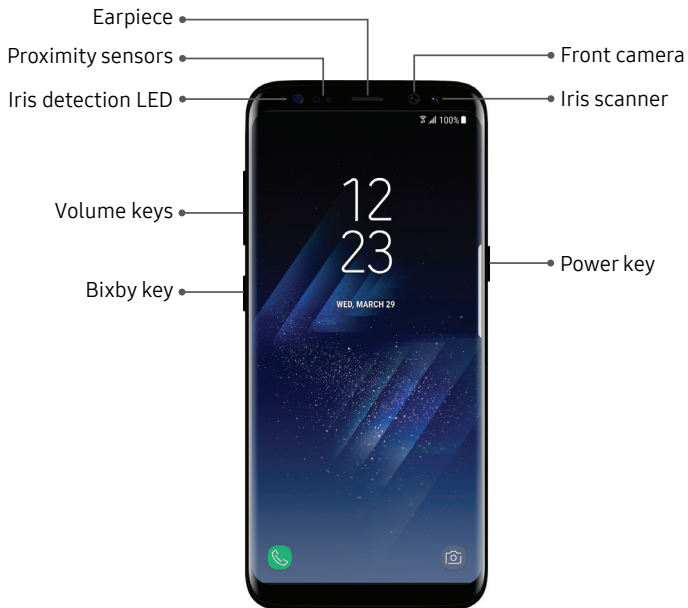 Earpiece
Proximity sensors
Iris detection LED
Front camera
Iris scanner
100%
Volume keys
12
23
Bixby key
Power key
WED, MARCH 29